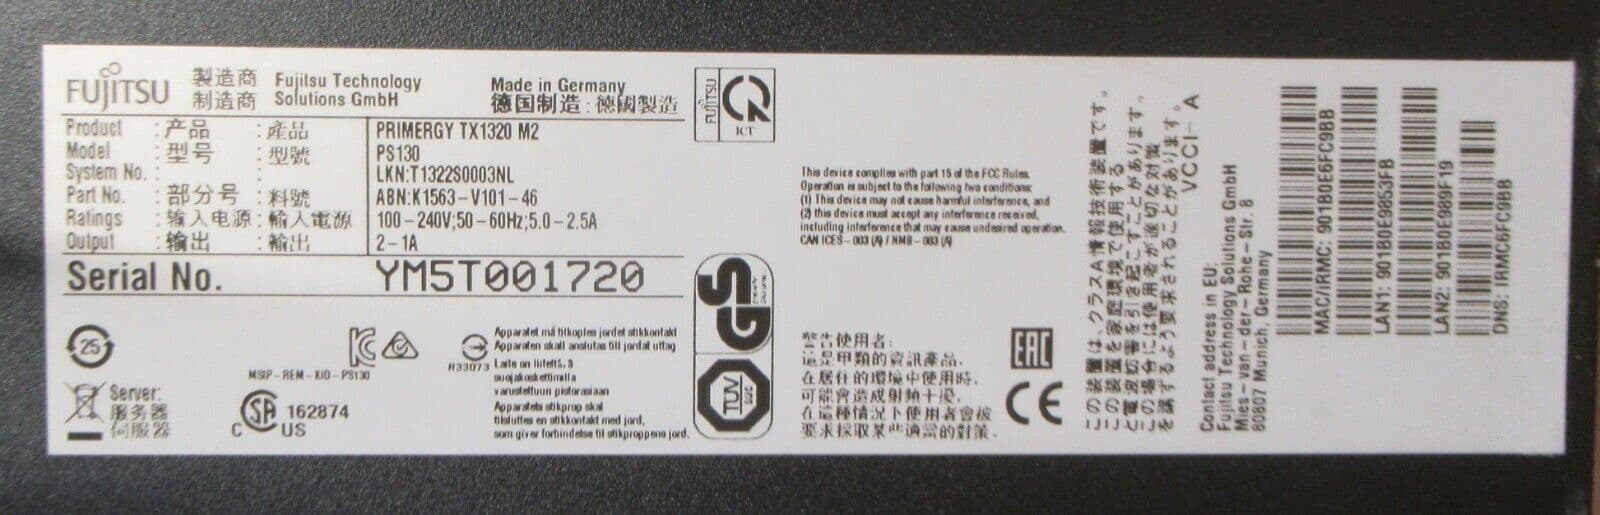 FUJITSU 製造商 Fujitsu Technology Made in Germany
制造商 Solutions GmbH 德国制造 : 德國製造
FUJITSU
ICT
Product : 产品 : 產品 PRIMERGY TX1320 M2
Model : 型号 : 型號 PS130
System No. : : LKN:T1322S0003NL
Part No. : 部分号 : 料號 ABN:K1563-V101-46
Ratings : 输入电源 : 輸入電源 100-240V;50-60Hz;5.0-2.5A
Output : 输出 : 輸出 2-1A
Serial No. YM5T001720
25
MSIP-REM-KID-PS130
R33073
Apparatet må tilkoples jordet stikkontakt
Apparaten skall anslutas till jordat uttag
Laite on liitettävä
suojakoskettimilla
varustettuun pistorasiaan
Apparatets stikprop skal
tilsluttes en stikkontakt med jord,
som giver forbindelse til stikproppens jord.
Server:
服务器
伺服器
C SA US 162874
GS
TÜV
SÜD
This device complies with part 15 of the FCC Rules.
Operation is subject to the following two conditions:
(1) This device may not cause harmful interference, and
(2) this device must accept any interference received,
including interference that may cause undesired operation.
CAN ICES-003 (A) / NMB-003 (A)
警告使用者:
這是甲類的資訊產品,
在居住的環境中使用時,
可能會造成射頻干擾,
在這種情況下使用者會被
要求採取某些適當的對策.
EAC
CE
この装置は、クラスA情報技術装置です。
この装置を家庭環境で使用する
と電波妨害を引き起こすことがあります。
この場合には使用者が適切な対策
を講ずるよう要求されることがあります。
VCCI-A
Contact address in EU:
Fujitsu Technology Solutions GmbH
Mies-van-der-Rohe-Str. 8
80807 Munich, Germany
MAC/iRMC: 901B0E6FC9BB
LAN1: 901B0E9853FB
LAN2: 901B0E989F19
DNS: IRMC6FC9BB